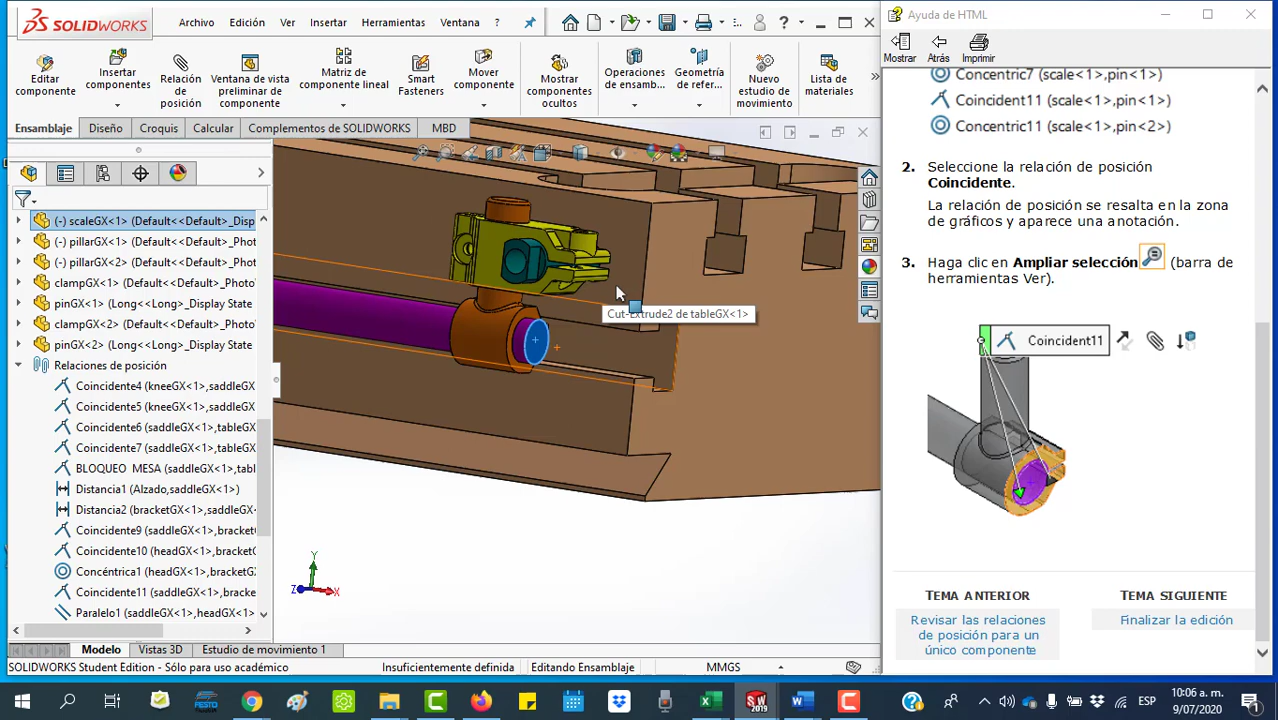 SOLIDWORKS
Archivo Edición Ver Insertar Herramientas Ventana ?
Editar componente
Insertar componentes
Relación de posición
Ventana de vista preliminar de componente
Matriz de componente lineal
Smart Fasteners
Mover componente
Mostrar componentes ocultos
Operaciones de ensamb...
Geometría de refer...
Nuevo estudio de movimiento
Lista de materiales
Ensamblaje Diseño Croquis Calcular Complementos de SOLIDWORKS MBD
(-) scaleGX<1> (Default<<Default>_Disp
(-) pillarGX<1> (Default<<Default>_Phot
(-) pillarGX<2> (Default<<Default>_Phot
clampGX<1> (Default<<Default>_Photo
pinGX<1> (Long<<Long>_Display State
clampGX<2> (Default<<Default>_Photo
pinGX<2> (Long<<Long>_Display State
Relaciones de posición
Coincidente4 (kneeGX<1>,saddleGX
Coincidente5 (kneeGX<1>,saddleGX
Coincidente6 (saddleGX<1>,tableGX
Coincidente7 (saddleGX<1>,tableGX
BLOQUEO MESA (saddleGX<1>,tabl
Distancia1 (Alzado,saddleGX<1>)
Distancia2 (bracketGX<1>,saddleGX
Coincidente9 (saddleGX<1>,bracket
Coincidente10 (headGX<1>,bracket
Concéntrica1 (headGX<1>,bracketG
Coincidente11 (saddleGX<1>,bracke
Paralelo1 (saddleGX<1>,headGX<1>
Cut-Extrude2 de tableGX<1>
Y
Z X
Modelo Vistas 3D Estudio de movimiento 1
SOLIDWORKS Student Edition - Sólo para uso académico Insuficientemente definida Editando Ensamblaje MMGS
Ayuda de HTML
Mostrar Atrás Imprimir
Concentric7 (scale<1>,pin<1>)
Coincident11 (scale<1>,pin<1>)
Concentric11 (scale<1>,pin<2>)
2. Seleccione la relación de posición
Coincidente.
La relación de posición se resalta en la zona
de gráficos y aparece una anotación.
3. Haga clic en Ampliar selección (barra de
herramientas Ver).
Coincident11
TEMA ANTERIOR
Revisar las relaciones
de posición para un
único componente
TEMA SIGUIENTE
Finalizar la edición
FESTO
SW 2019
ESP
10:06 a. m.
9/07/2020